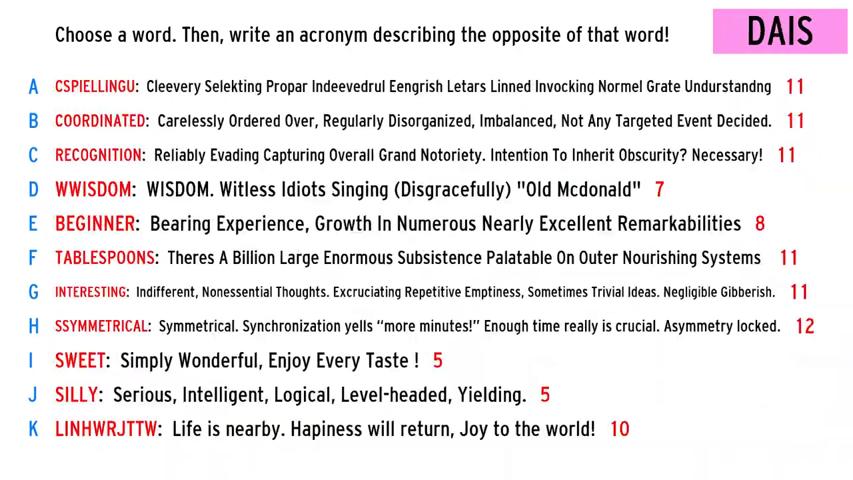 Choose a word. Then, write an acronym describing the opposite of that word!
DAIS
A CSPIELLINGU: Cleevery Selekting Propar Indeevedrul Eengrish Letars Linned Invocking Normel Grate Undurstandng 11
B COORDINATED: Carelessly Ordered Over, Regularly Disorganized, Imbalanced, Not Any Targeted Event Decided. 11
C RECOGNITION: Reliably Evading Capturing Overall Grand Notoriety. Intention To Inherit Obscurity? Necessary! 11
D WWISDOM: WISDOM. Witless Idiots Singing (Disgracefully) "Old Mcdonald" 7
E BEGINNER: Bearing Experience, Growth In Numerous Nearly Excellent Remarkabilities 8
F TABLESPOONS: Theres A Billion Large Enormous Subsistence Palatable On Outer Nourishing Systems 11
G INTERESTING: Indifferent, Nonessential Thoughts. Excruciating Repetitive Emptiness, Sometimes Trivial Ideas. Negligible Gibberish. 11
H SSYMMETRICAL: Symmetrical. Synchronization yells “more minutes!” Enough time really is crucial. Asymmetry locked. 12
I SWEET: Simply Wonderful, Enjoy Every Taste ! 5
J SILLY: Serious, Intelligent, Logical, Level-headed, Yielding. 5
K LINHWRJTTW: Life is nearby. Hapiness will return, Joy to the world! 10